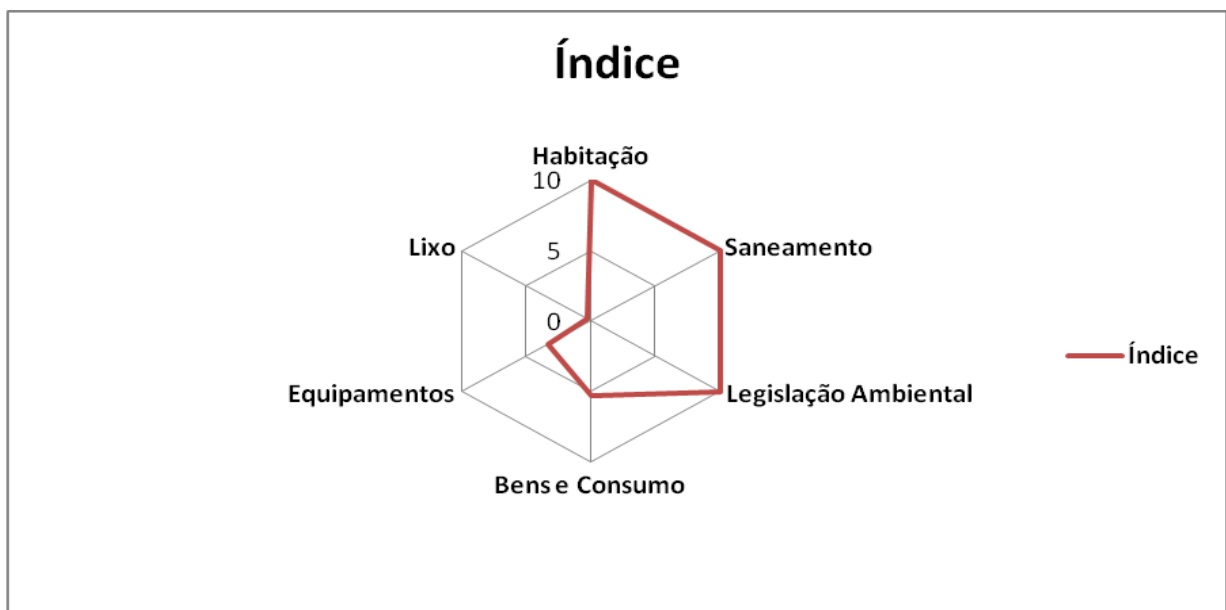 Índice
Habitação
10
Lixo
5
Saneamento
0
Índice
Equipamentos
Legislação Ambiental
Bens e Consumo